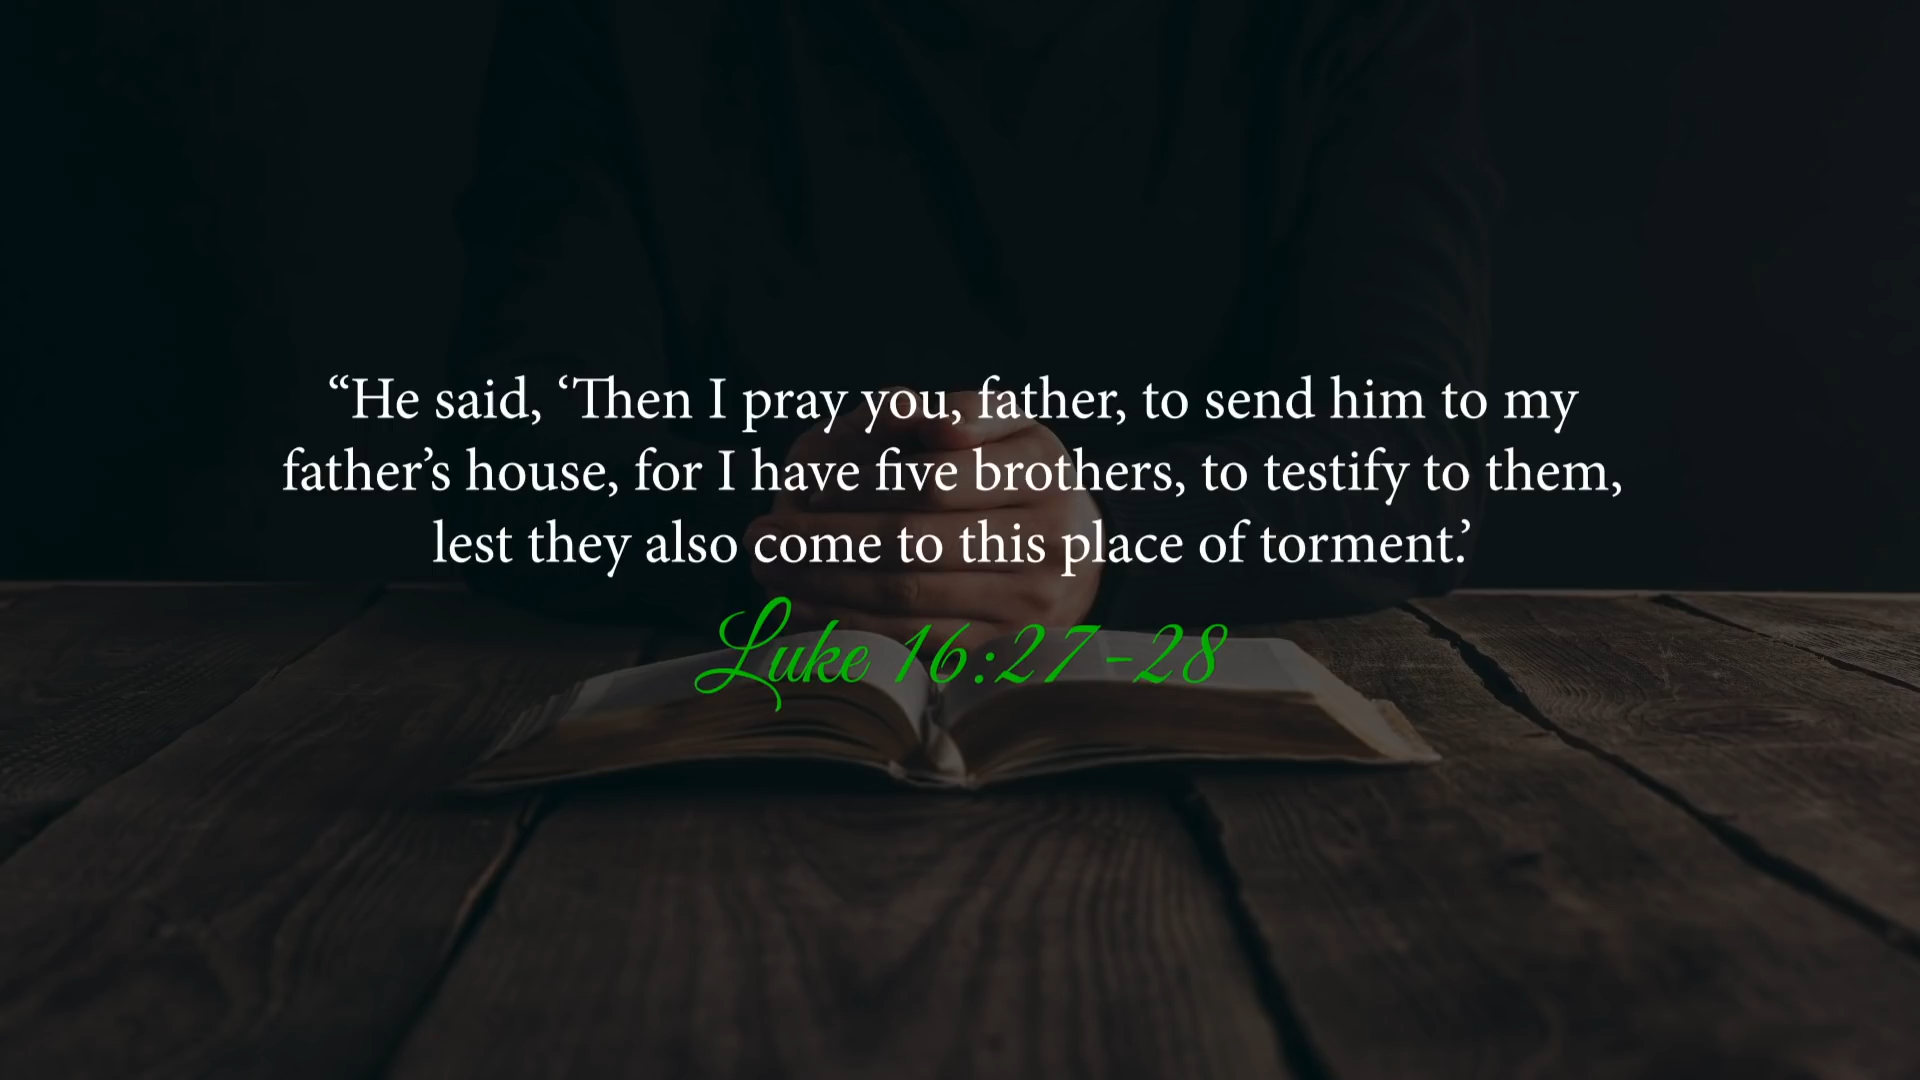 “He said, ‘Then I pray you, father, to send him to my
father’s house, for I have five brothers, to testify to them,
lest they also come to this place of torment.’
Luke 16:27-28